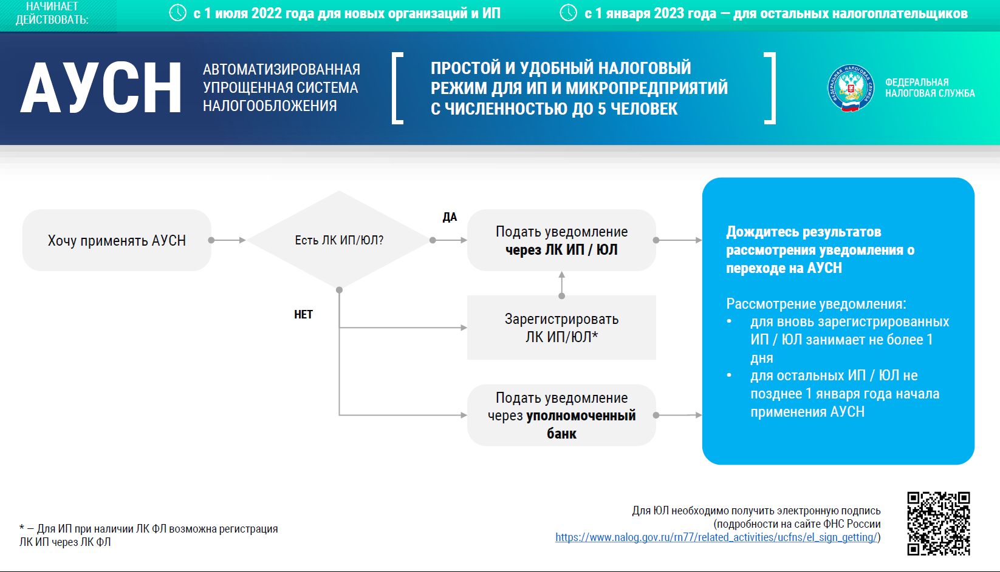 НАЧИНАЕТ
ДЕЙСТВОВАТЬ:
с 1 июля 2022 года для новых организаций и ИП
с 1 января 2023 года — для остальных налогоплательщиков
АУСН
АВТОМАТИЗИРОВАННАЯ
УПРОЩЕННАЯ СИСТЕМА
НАЛОГООБЛОЖЕНИЯ
ПРОСТОЙ И УДОБНЫЙ НАЛОГОВЫЙ
РЕЖИМ ДЛЯ ИП И МИКРОПРЕДПРИЯТИЙ
С ЧИСЛЕННОСТЬЮ ДО 5 ЧЕЛОВЕК
ФЕДЕРАЛЬНАЯ НАЛОГОВАЯ СЛУЖБА
ФЕДЕРАЛЬНАЯ
НАЛОГОВАЯ СЛУЖБА
Хочу применять АУСН
Есть ЛК ИП/ЮЛ?
ДА
НЕТ
Подать уведомление
через ЛК ИП / ЮЛ
Зарегистрировать
ЛК ИП/ЮЛ*
Подать уведомление
через уполномоченный
банк
Дождитесь результатов
рассмотрения уведомления о
переходе на АУСН
Рассмотрение уведомления:
• для вновь зарегистрированных
ИП / ЮЛ занимает не более 1
дня
• для остальных ИП / ЮЛ не
позднее 1 января года начала
применения АУСН
* — Для ИП при наличии ЛК ФЛ возможна регистрация
ЛК ИП через ЛК ФЛ
Для ЮЛ необходимо получить электронную подпись
(подробности на сайте ФНС России
https://www.nalog.gov.ru/rn77/related_activities/ucfns/el_sign_getting/)